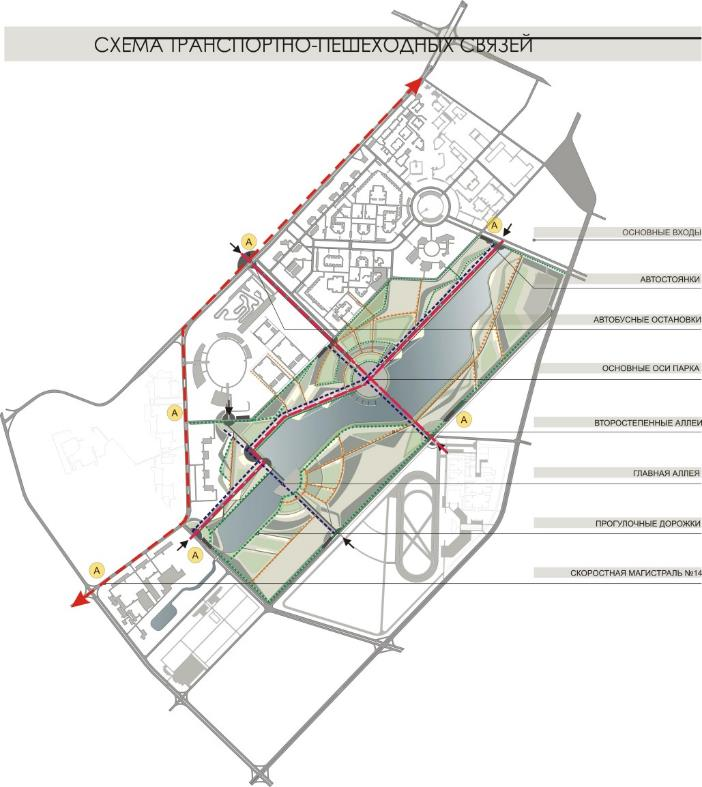 СХЕМА ТРАНСПОРТНО-ПЕШЕХОДНЫХ СВЯЗЕЙ
А
А
ОСНОВНЫЕ ВХОДЫ
АВТОСТОЯНКИ
АВТОБУСНЫЕ ОСТАНОВКИ
ОСНОВНЫЕ ОСИ ПАРКА
А
А
ВТОРОСТЕПЕННЫЕ АЛЛЕИ
ГЛАВНАЯ АЛЛЕЯ
ПРОГУЛОЧНЫЕ ДОРОЖКИ
А
А
СКОРОСТНАЯ МАГИСТРАЛЬ №14